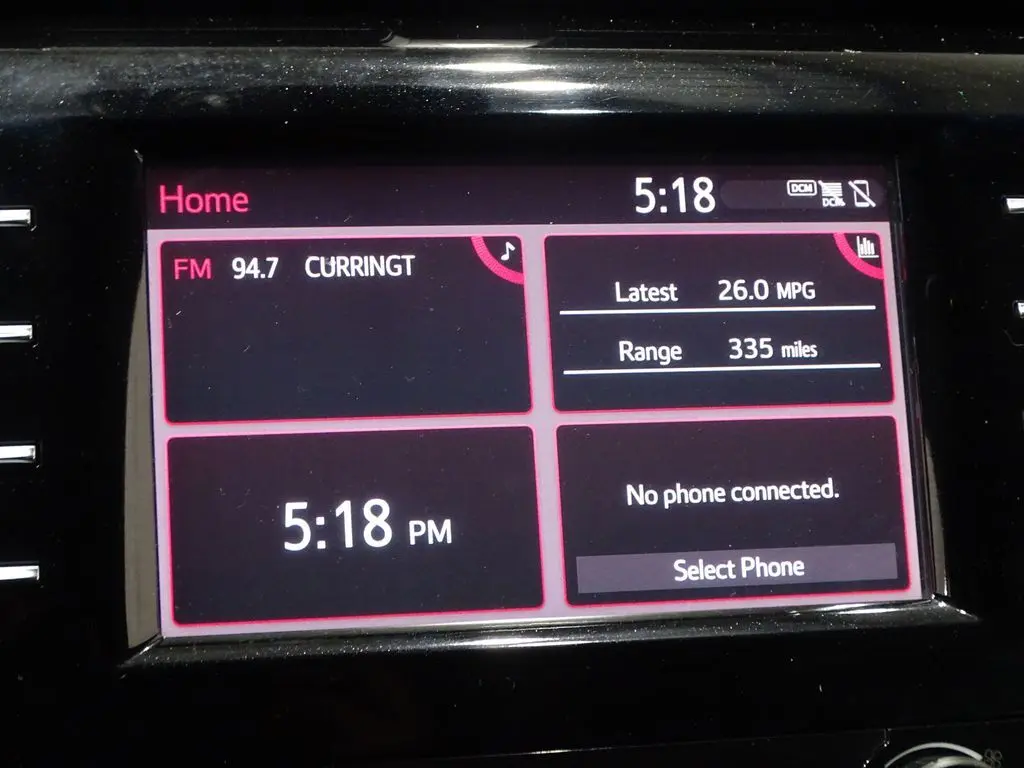 Home
5:18
DCM
DCM
FM 94.7 CURRINGT
Latest 26.0 MPG
Range 335 miles
5:18 PM
No phone connected.
Select Phone